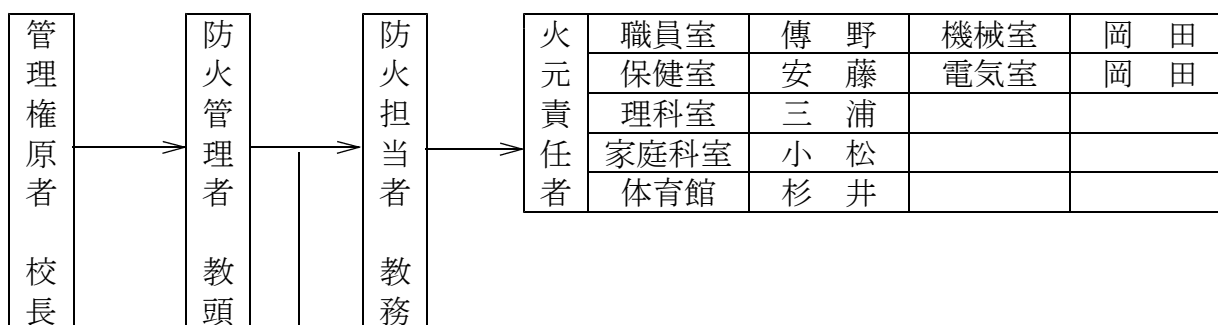 管理権原者 校長
防火管理者 教頭
防火担当者 教務
火元責任者
職員室 傳 野 機械室 岡 田
保健室 安 藤 電気室 岡 田
理科室 三 浦
家庭科室 小 松
体育館 杉 井